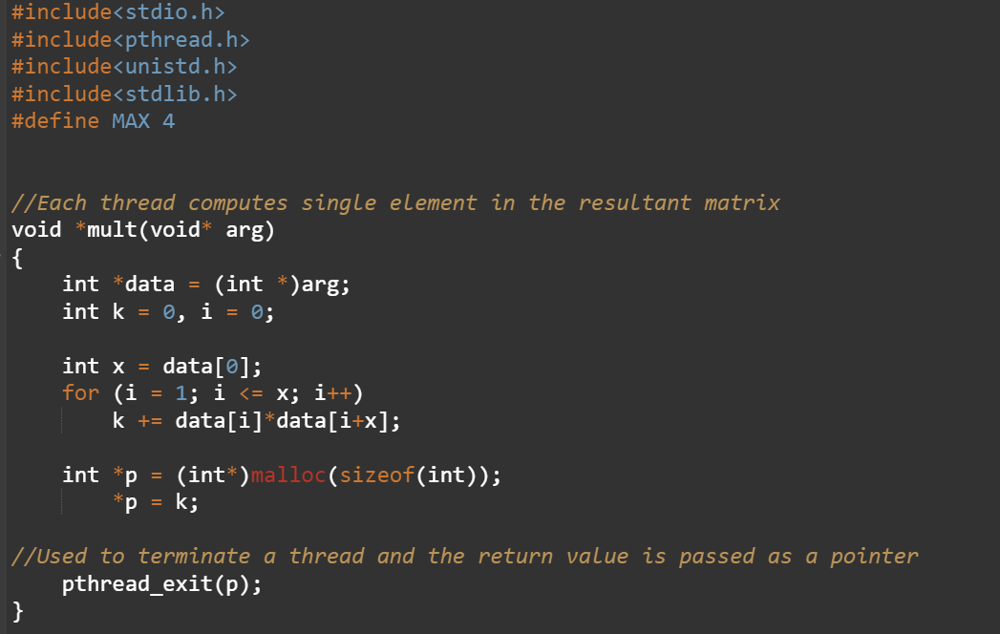 #include<stdio.h>
#include<pthread.h>
#include<unistd.h>
#include<stdlib.h>
#define MAX 4
//Each thread computes single element in the resultant matrix
void *mult(void* arg)
{
    int *data = (int *)arg;
    int k = 0, i = 0;
    int x = data[0];
    for (i = 1; i <= x; i++)
        k += data[i]*data[i+x];
    int *p = (int*)malloc(sizeof(int));
        *p = k;
//Used to terminate a thread and the return value is passed as a pointer
    pthread_exit(p);
}